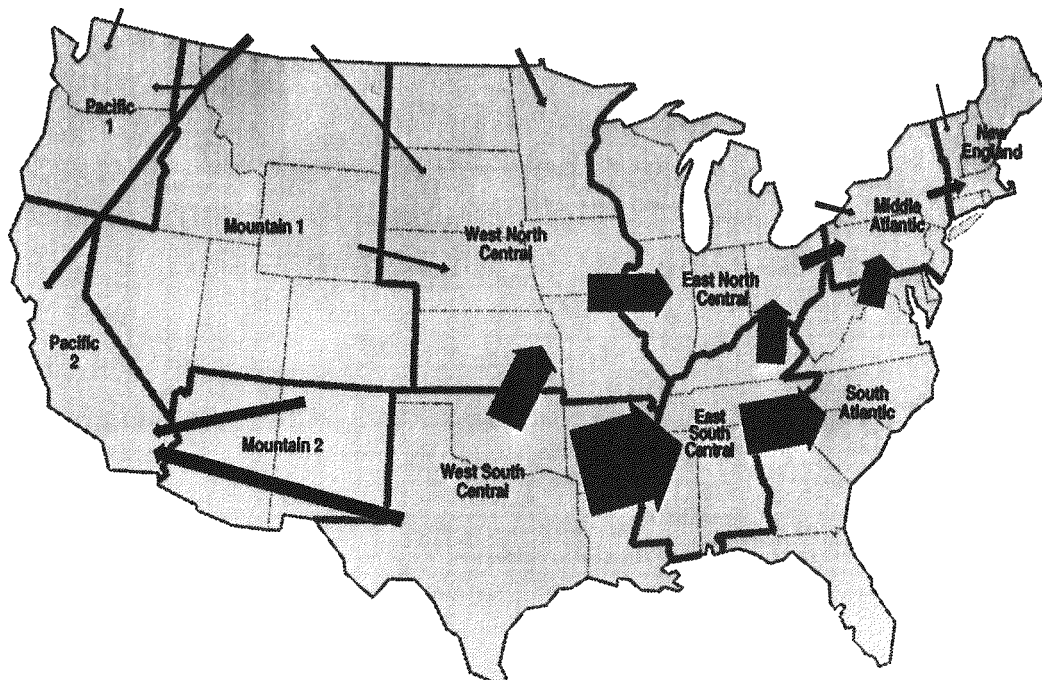 Pacific
1
New
England
Middle
Atlantic
Mountain 1
West North
Central
East North
Central
Pacific
2
South
Atlantic
East
South
Central
Mountain 2
West South
Central